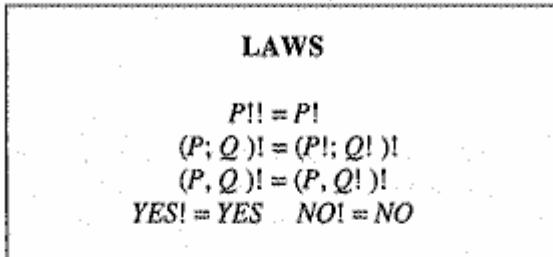 LAWS
P!! = P!
(P; Q )! = (P!; Q! )!
(P, Q )! = (P, Q! )!
YES! = YES NO! = NO